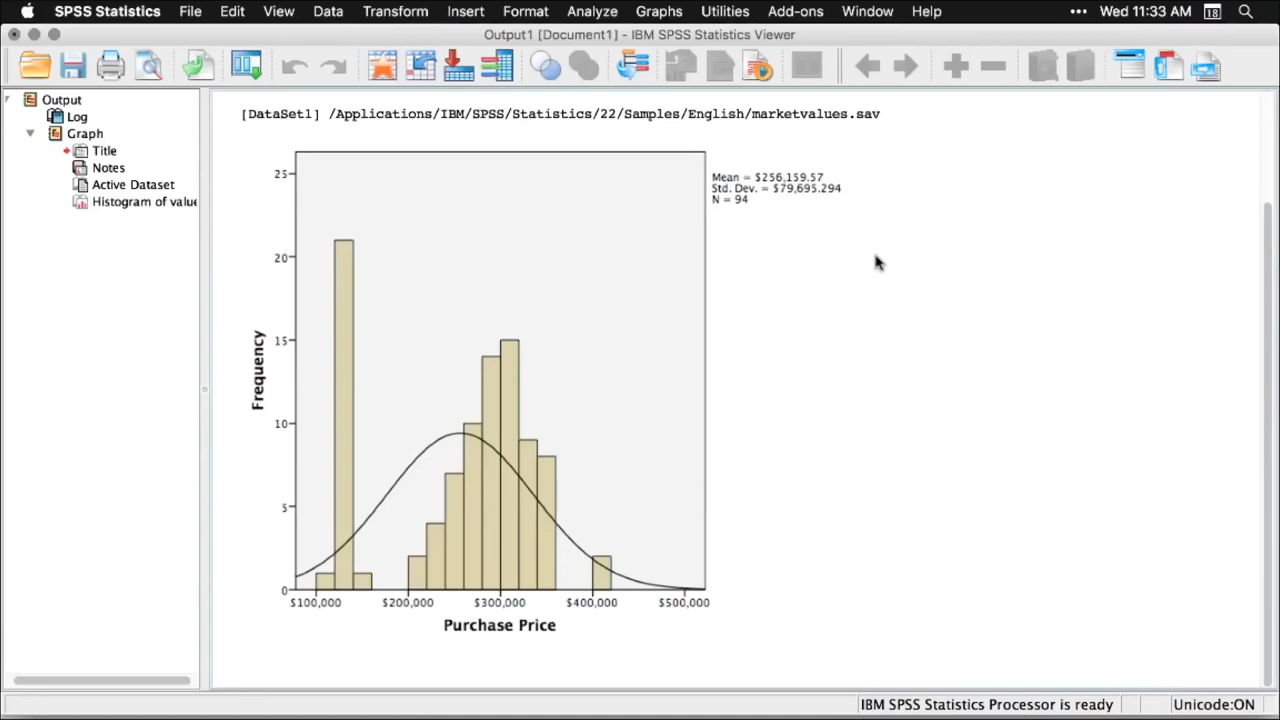 SPSS Statistics File Edit View Data Transform Insert Format Analyze Graphs Utilities Add-ons Window Help ••• Wed 11:33 AM 18
Output1 [Document1] - IBM SPSS Statistics Viewer
Output
Log
Graph
Title
Notes
Active Dataset
Histogram of value
[DataSet1] /Applications/IBM/SPSS/Statistics/22/Samples/English/marketvalues.sav
Mean = $256,159.57
Std. Dev. = $79,695.294
N = 94
25
20
15
10
5
0
Frequency
$100,000 $200,000 $300,000 $400,000 $500,000
Purchase Price
IBM SPSS Statistics Processor is ready Unicode:ON